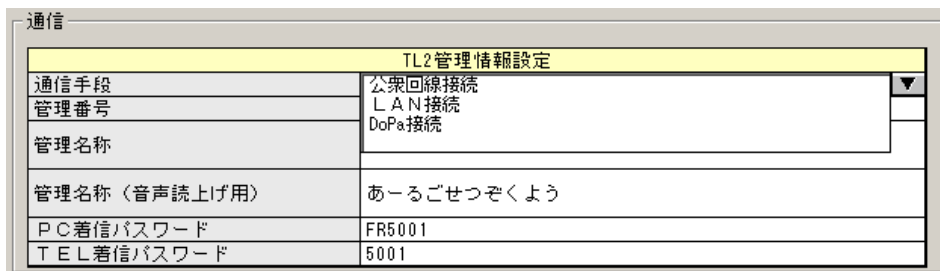 通信
TL2管理情報設定
通信手段
公衆回線接続
ＬＡＮ接続
DoPa接続
管理番号
管理名称
管理名称（音声読上げ用） あーるごせつぞくよう
ＰＣ着信パスワード FR5001
ＴＥＬ着信パスワード 5001